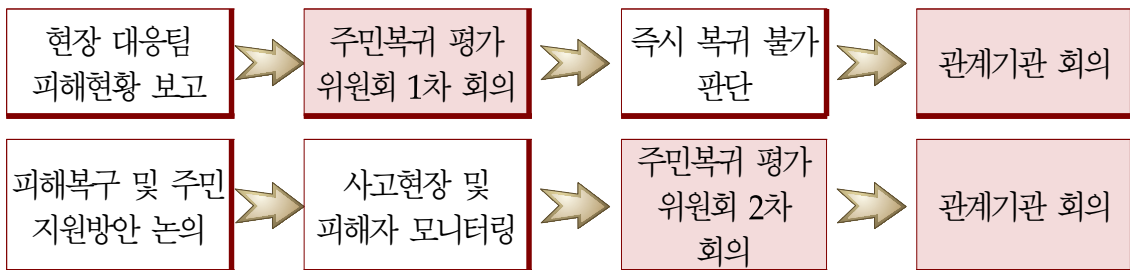 현장 대응팀
피해현황 보고
주민복귀 평가
위원회 1차 회의
즉시 복귀 불가
판단
관계기관 회의
피해복구 및 주민
지원방안 논의
사고현장 및
피해자 모니터링
주민복귀 평가
위원회 2차
회의
관계기관 회의